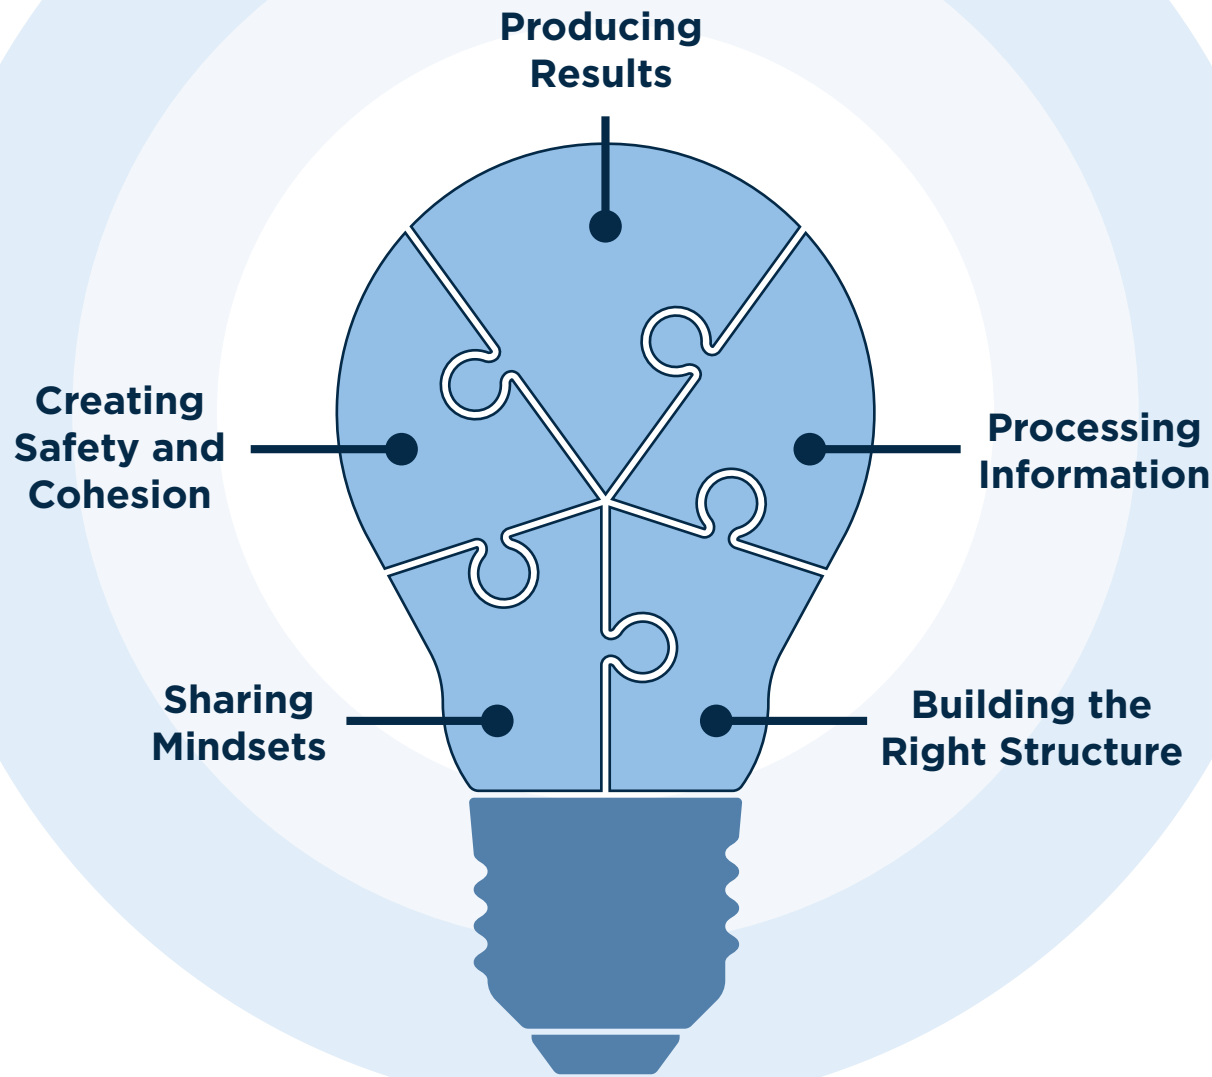 Producing
Results
Creating
Safety and
Cohesion
Processing
Information
Sharing
Mindsets
Building the
Right Structure